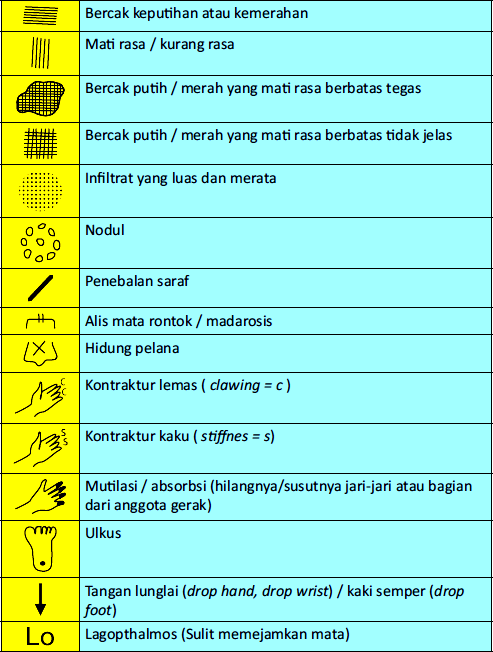 Bercak keputihan atau kemerahan
Mati rasa / kurang rasa
Bercak putih / merah yang mati rasa berbatas tegas
Bercak putih / merah yang mati rasa berbatas tidak jelas
Infiltrat yang luas dan merata
Nodul
Penebalan saraf
Alis mata rontok / madarosis
Hidung pelana
C
C
Kontraktur lemas ( clawing = c )
S
S
Kontraktur kaku ( stiffnes = s)
Mutilasi / absorbsi (hilangnya/susutnya jari-jari atau bagian
dari anggota gerak)
Ulkus
Tangan lunglai (drop hand, drop wrist) / kaki semper (drop
foot)
Lo
Lagopthalmos (Sulit memejamkan mata)